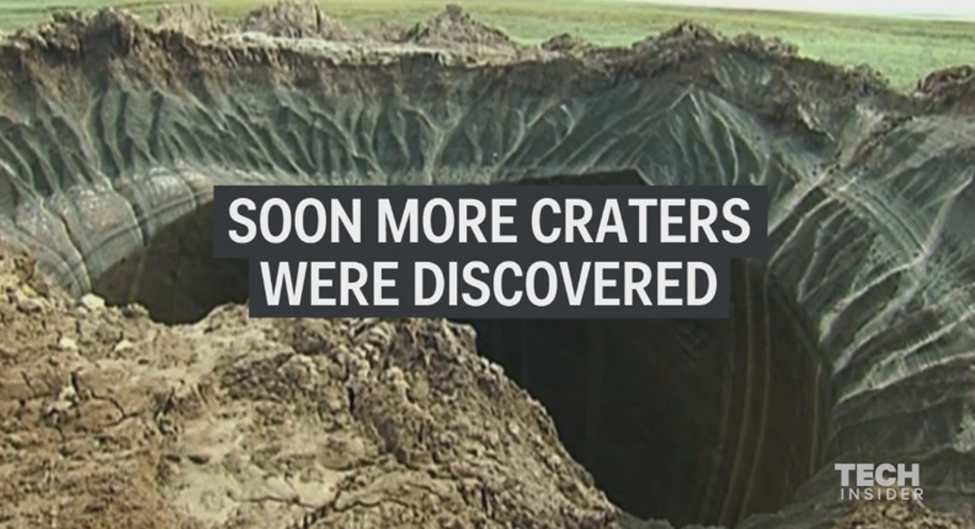 SOON MORE CRATERS
WERE DISCOVERED
TECH
INSIDER